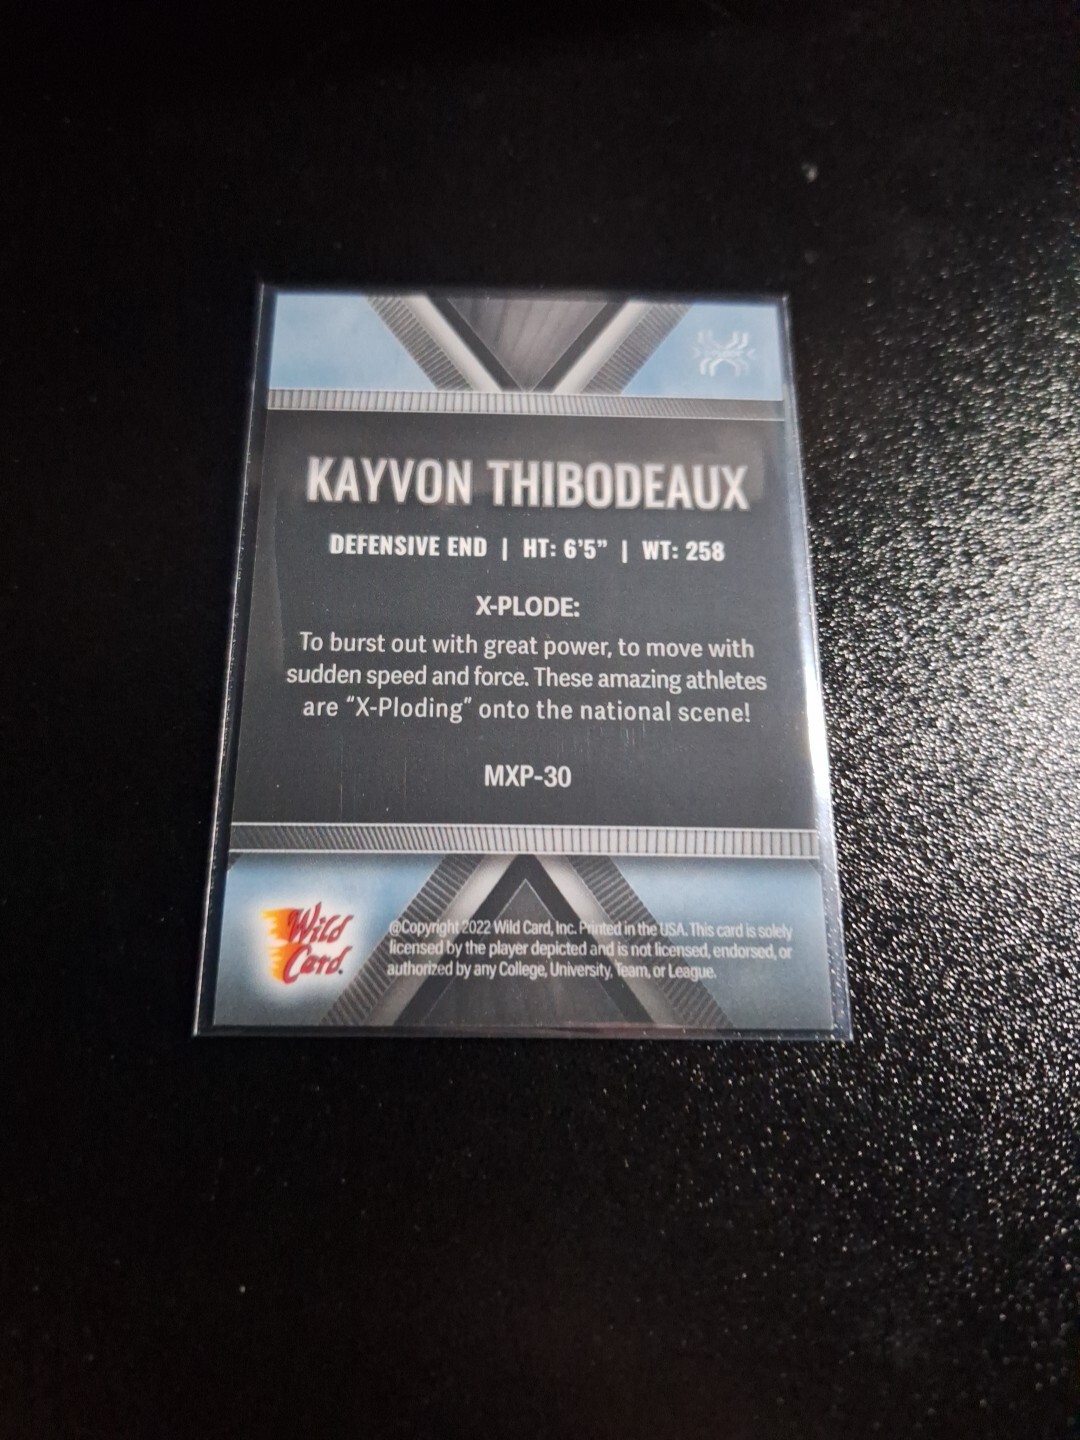 KAYVON THIBODEAUX
DEFENSIVE END | HT: 6'5" | WT: 258
X-PLODE:
To burst out with great power, to move with
sudden speed and force. These amazing athletes
are "X-Ploding" onto the national scene!
MXP-30
Wild
Card.
©Copyright 2022 Wild Card, Inc. Printed in the USA. This card is solely
licensed by the player depicted and is not licensed, endorsed, or
authorized by any College, University, Team, or League.